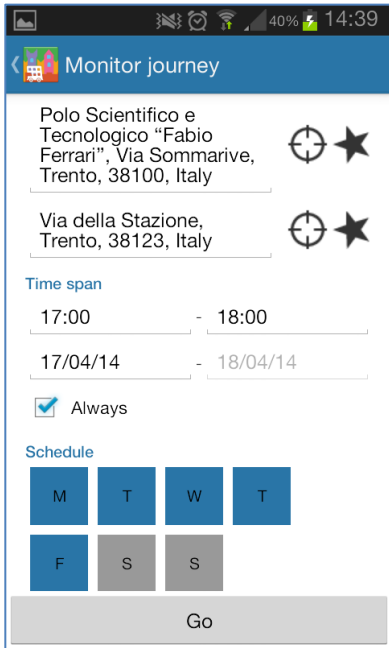 40% 14:39
Monitor journey
Polo Scientifico e
Tecnologico “Fabio
Ferrari”, Via Sommarive,
Trento, 38100, Italy
Via della Stazione,
Trento, 38123, Italy
Time span
17:00 - 18:00
17/04/14 - 18/04/14
Always
Schedule
M T W T
F S S
Go